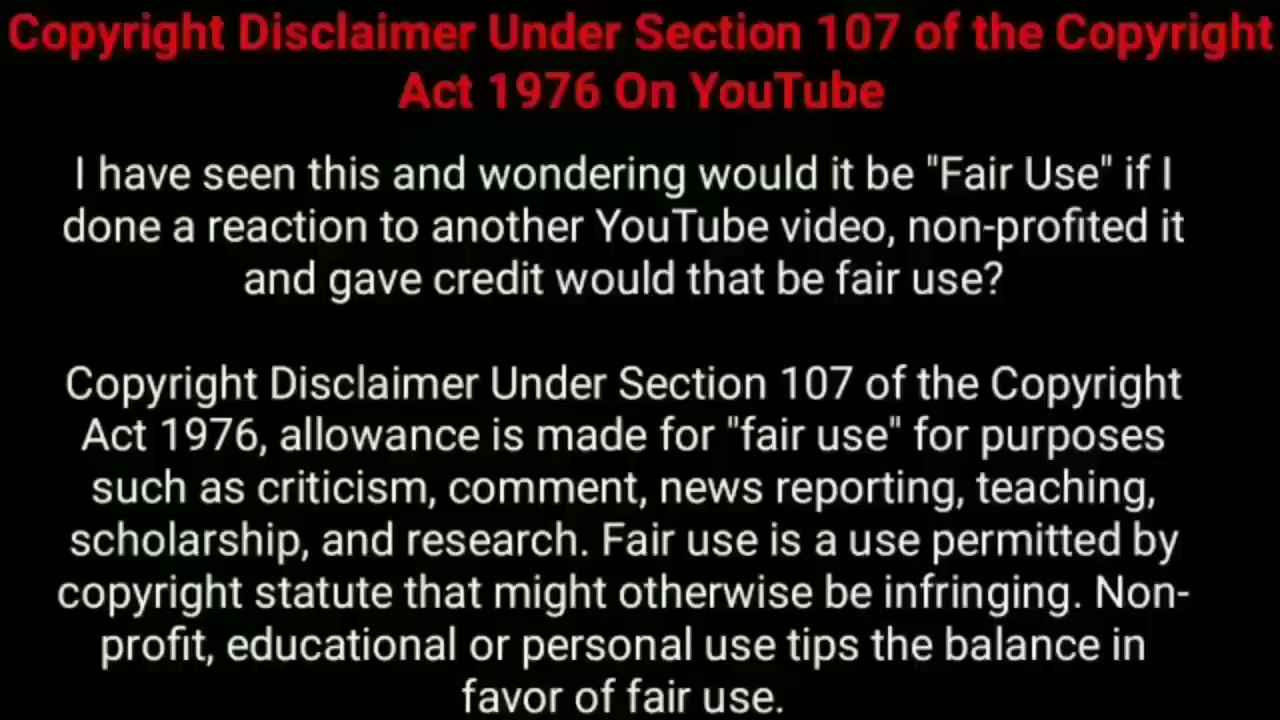 Copyright Disclaimer Under Section 107 of the Copyright
Act 1976 On YouTube
I have seen this and wondering would it be "Fair Use" if I
done a reaction to another YouTube video, non-profited it
and gave credit would that be fair use?
Copyright Disclaimer Under Section 107 of the Copyright
Act 1976, allowance is made for "fair use" for purposes
such as criticism, comment, news reporting, teaching,
scholarship, and research. Fair use is a use permitted by
copyright statute that might otherwise be infringing. Non-
profit, educational or personal use tips the balance in
favor of fair use.